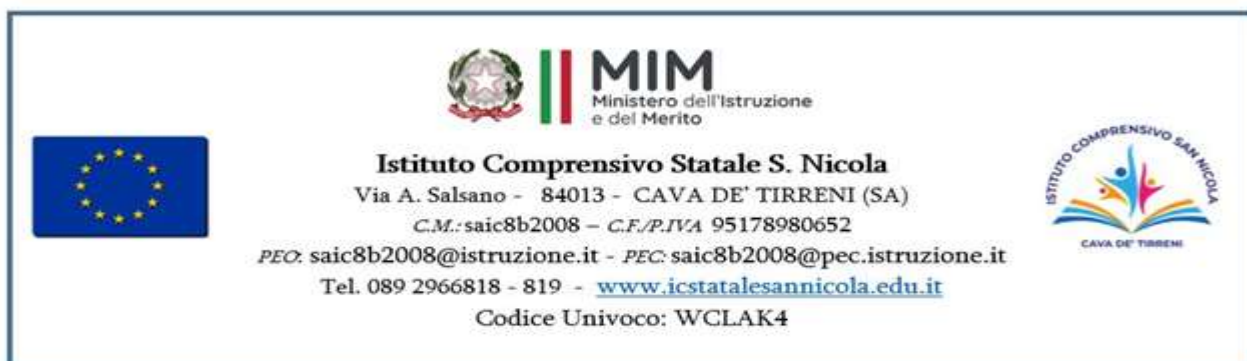 MIM
Ministero dell'Istruzione
e del Merito
Istituto Comprensivo Statale S. Nicola
Via A. Salsano - 84013 - CAVA DE' TIRRENI (SA)
C.M.: saic8b2008 – C.F./P.IVA 95178980652
PEO: saic8b2008@istruzione.it - PEC: saic8b2008@pec.istruzione.it
Tel. 089 2966818 - 819 - www.icstatalesannicola.edu.it
Codice Univoco: WCLAK4
ISTITUTO COMPRENSIVO SAN NICOLA
CAVA DE' TIRRENI